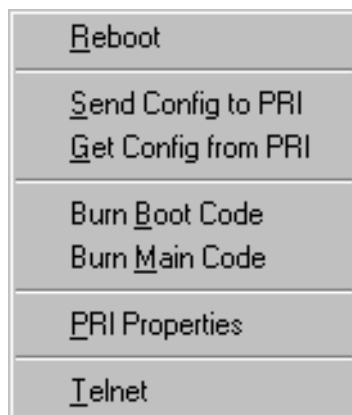 Reboot
Send Config to PRI
Get Config from PRI
Burn Boot Code
Burn Main Code
PRI Properties
Telnet